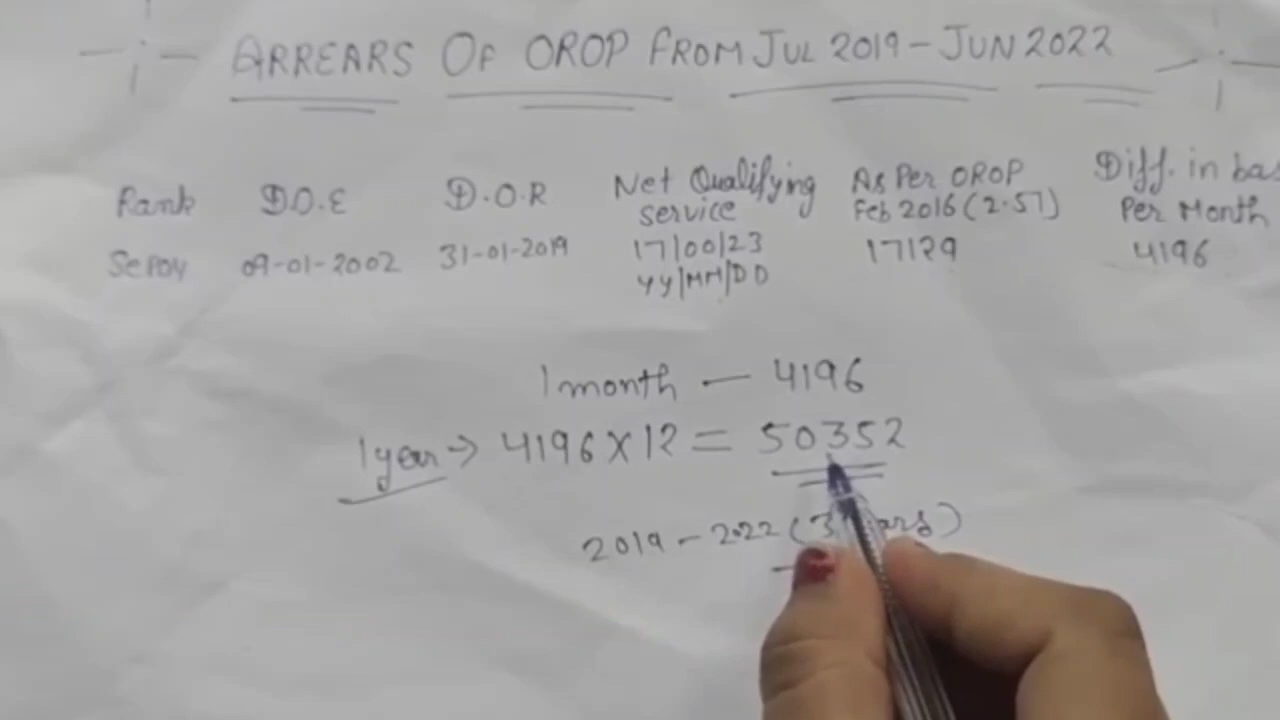 ARREARS OF OROP FROM JUL 2019 - JUN 2022
Rank D.O.E D.O.R Net Qualifying service As Per OROP Feb 2016 (2.57) Diff. in Per Month
Sepoy 09-01-2002 31-01-2019 17/00/23 17129 4196
YY/MM/DD
1 month - 4196
1 year → 4196 X 12 = 50352
2019 - 2022 (3